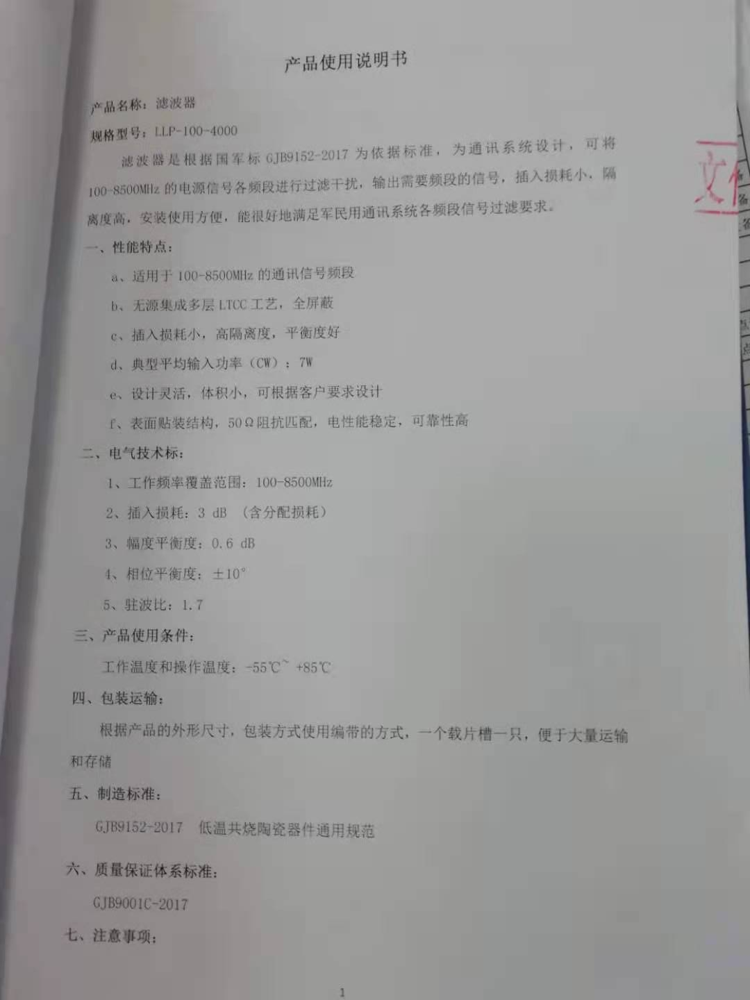 产品使用说明书
产品名称：滤波器
规格型号：LLP-100-4000
滤波器是根据国军标 GJB9152-2017 为依据标准，为通讯系统设计，可将
100-8500MHz 的电源信号各频段进行过滤干扰，输出需要频段的信号，插入损耗小，隔
离度高，安装使用方便，能很好地满足军民用通讯系统各频段信号过滤要求。
一、性能特点：
a、适用于 100-8500MHz 的通讯信号频段
b、无源集成多层 LTCC 工艺，全屏蔽
c、插入损耗小，高隔离度，平衡度好
d、典型平均输入功率（CW）：7W
e、设计灵活，体积小，可根据客户要求设计
f、表面贴装结构，50Ω阻抗匹配，电性能稳定，可靠性高
二、电气技术标：
1、工作频率覆盖范围：100-8500MHz
2、插入损耗：3 dB （含分配损耗）
3、幅度平衡度：0.6 dB
4、相位平衡度：±10°
5、驻波比：1.7
三、产品使用条件：
工作温度和操作温度：-55℃~ +85℃
四、包装运输：
根据产品的外形尺寸，包装方式使用编带的方式，一个载片槽一只，便于大量运输
和存储
五、制造标准：
GJB9152-2017 低温共烧陶瓷器件通用规范
六、质量保证体系标准：
GJB9001C-2017
七、注意事项：
1
文
备
点
点